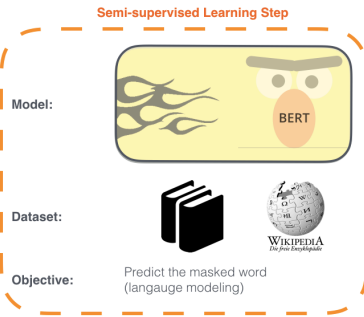 Semi-supervised Learning Step
Model:
BERT
Dataset:
WIKIPEDIA
Die freie Enzyklopädie
Objective:
Predict the masked word
(langauge modeling)